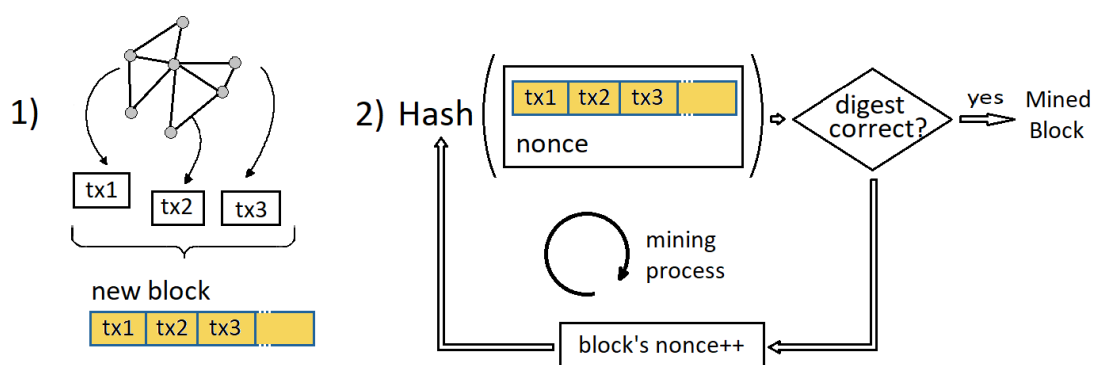 1)
tx1
tx2
tx3
new block
tx1 tx2 tx3
2) Hash
tx1 tx2 tx3
nonce
digest
correct?
yes
Mined
Block
mining
process
block's nonce++